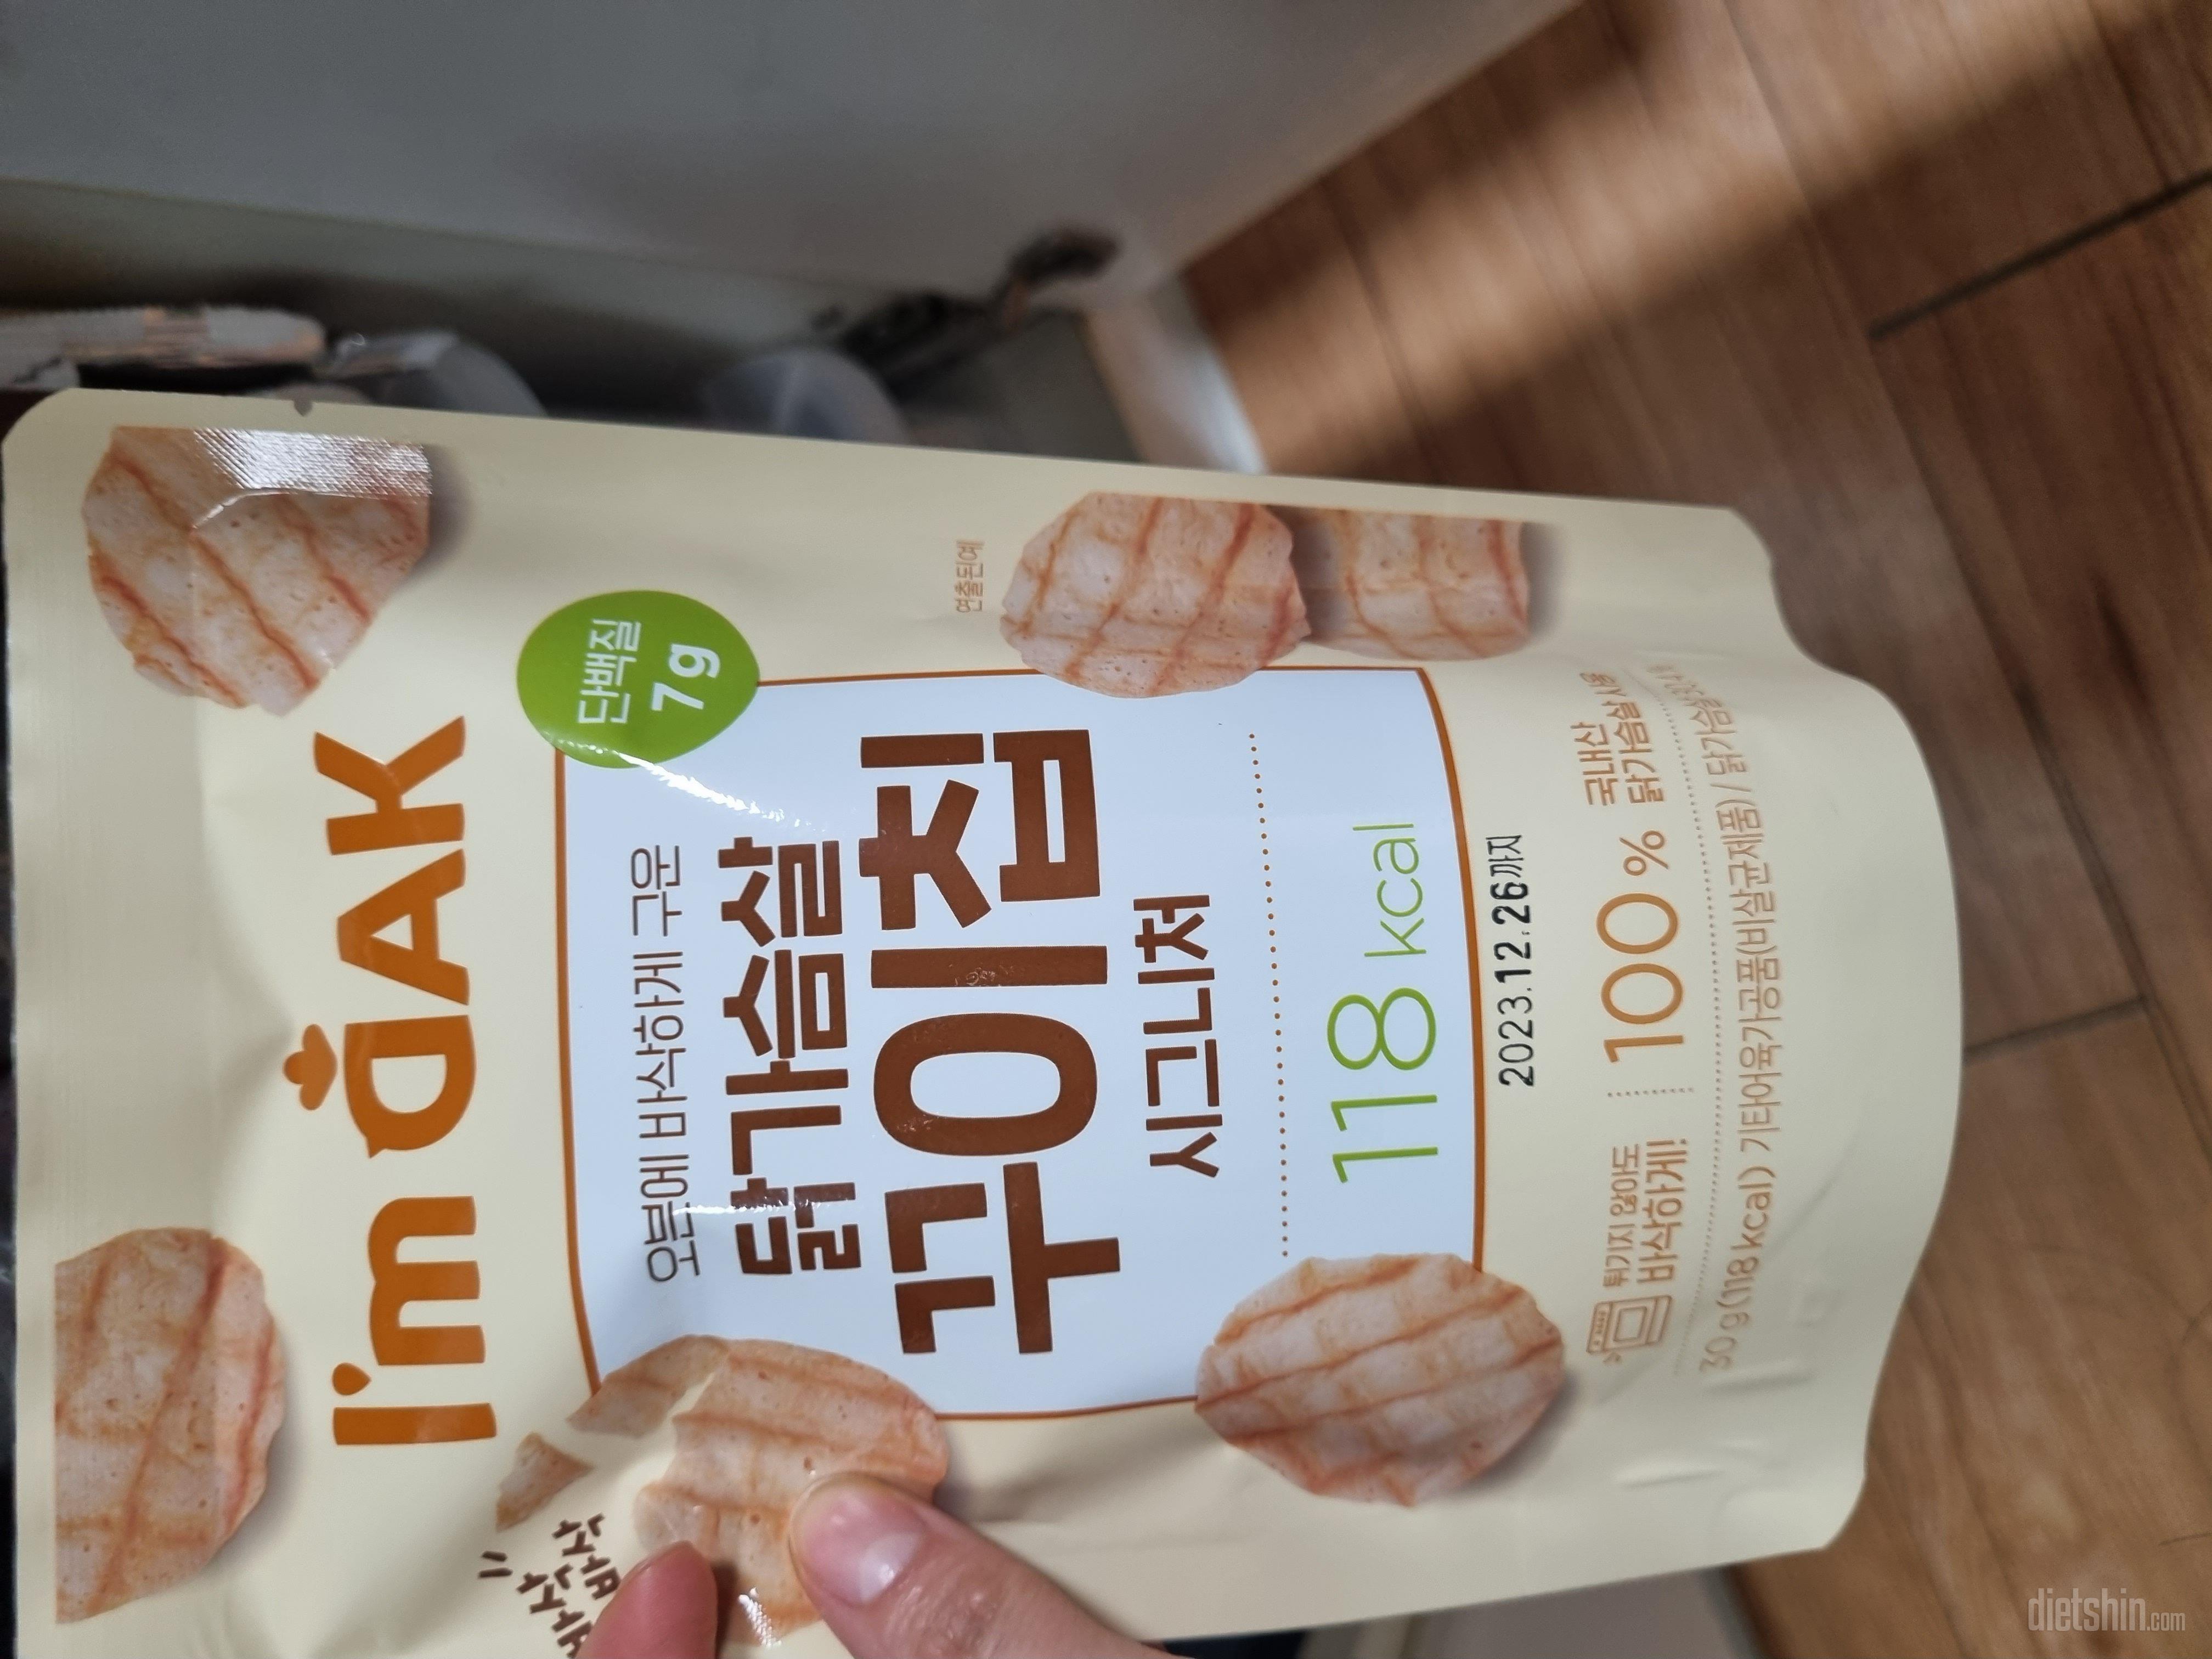 I'm dAK
단백질
7g
오븐에 바삭하게 구운
닭가슴살
구이칩
시그니처
연출된 예
118 kcal
2023.12.26까지
튀기지 않아도
바삭하게!
100%
국내산
닭가슴살 사용
30 g (118 kcal) 기타어육가공품(비살균제품) / 닭가슴살
dietshin.com